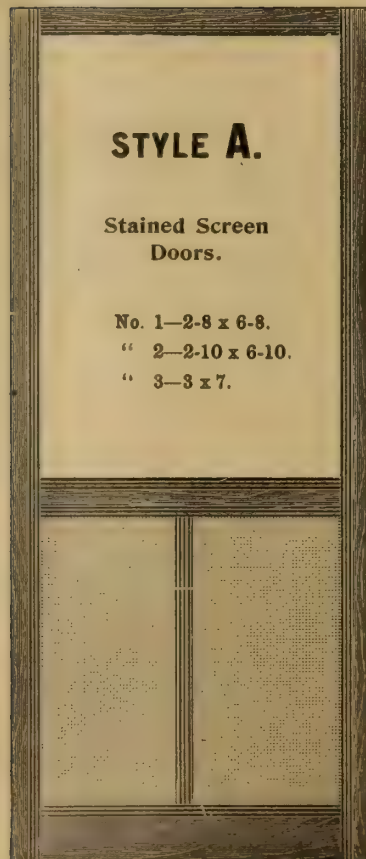 STYLE A.
Stained Screen
Doors.
No. 1—2-8 x 6-8.
“ 2—2-10 x 6-10.
“ 3—3 x 7.